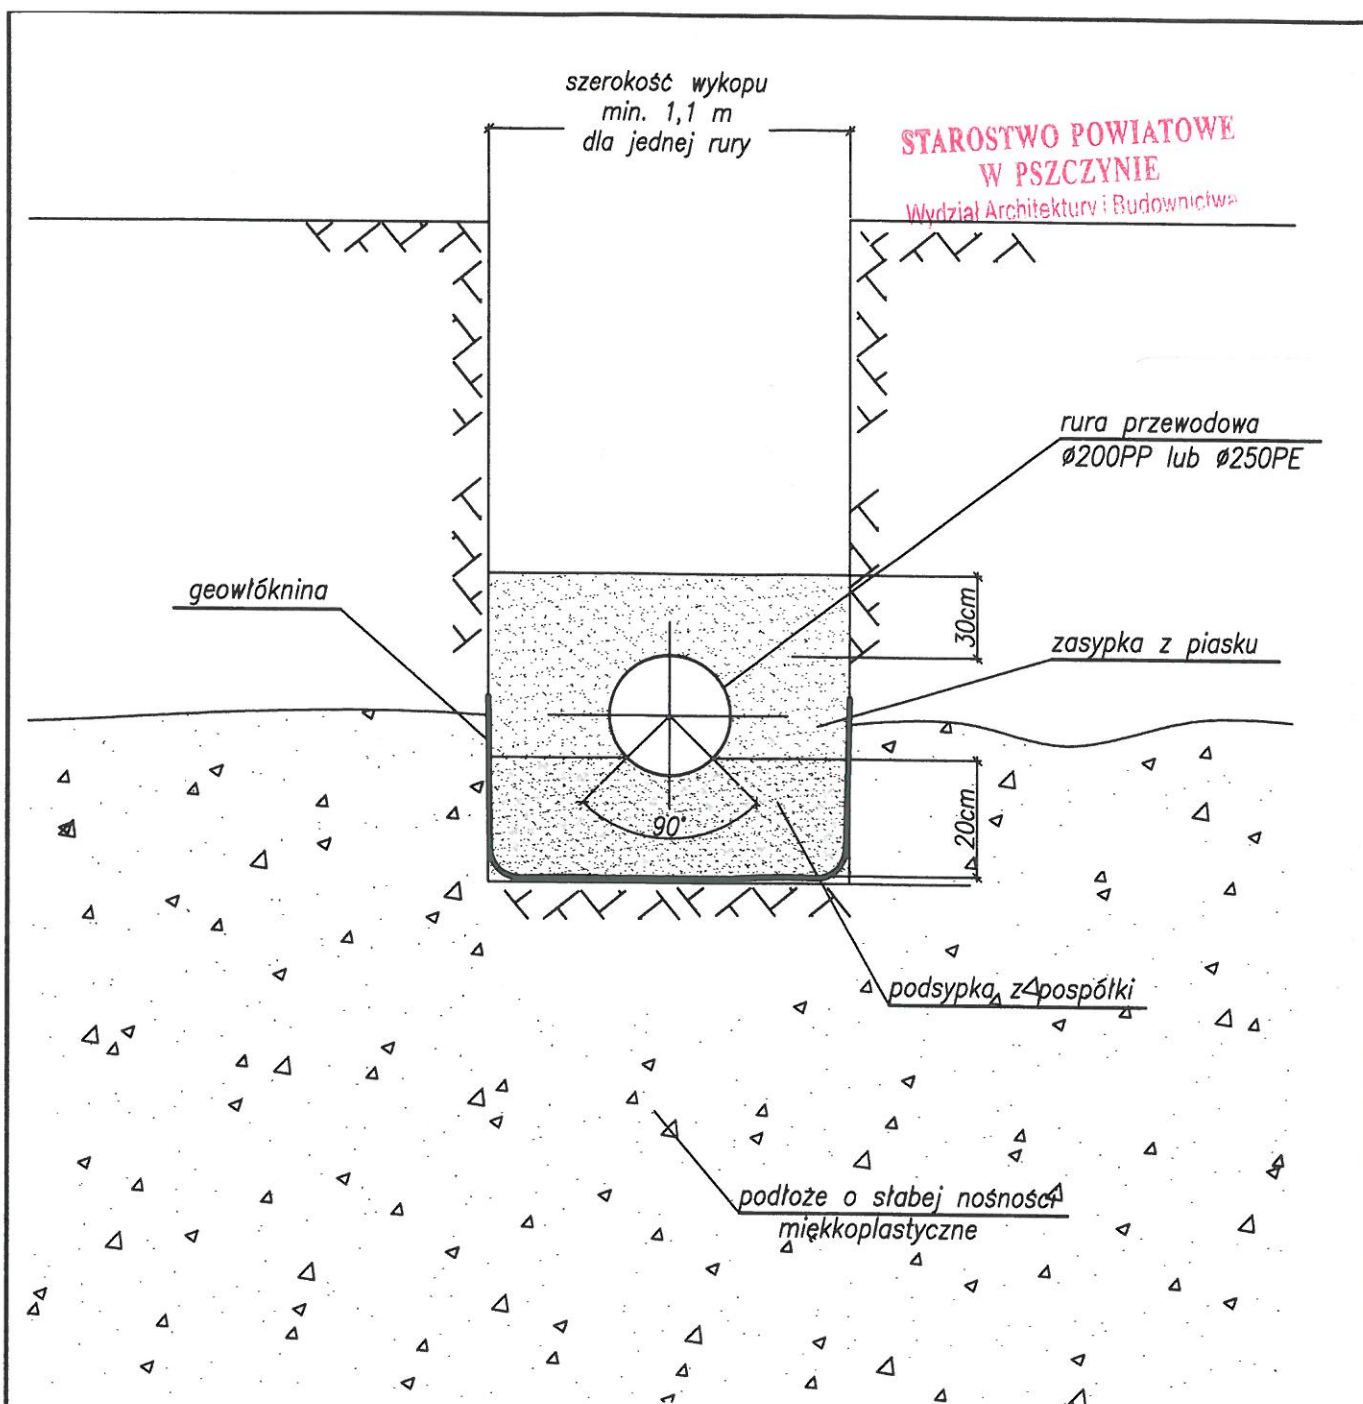 szerokość wykopu
min. 1,1 m
dla jednej rury
STAROSTWO POWIATOWE
W PSZCZYNIE
Wydział Architektury i Budownictwa
rura przewodowa
ø200PP lub ø250PE
geowłóknina
30cm
zasypka z piasku
90°
20cm
podsypka z pospółki
podłoże o słabej nośności
miękkoplastyczne